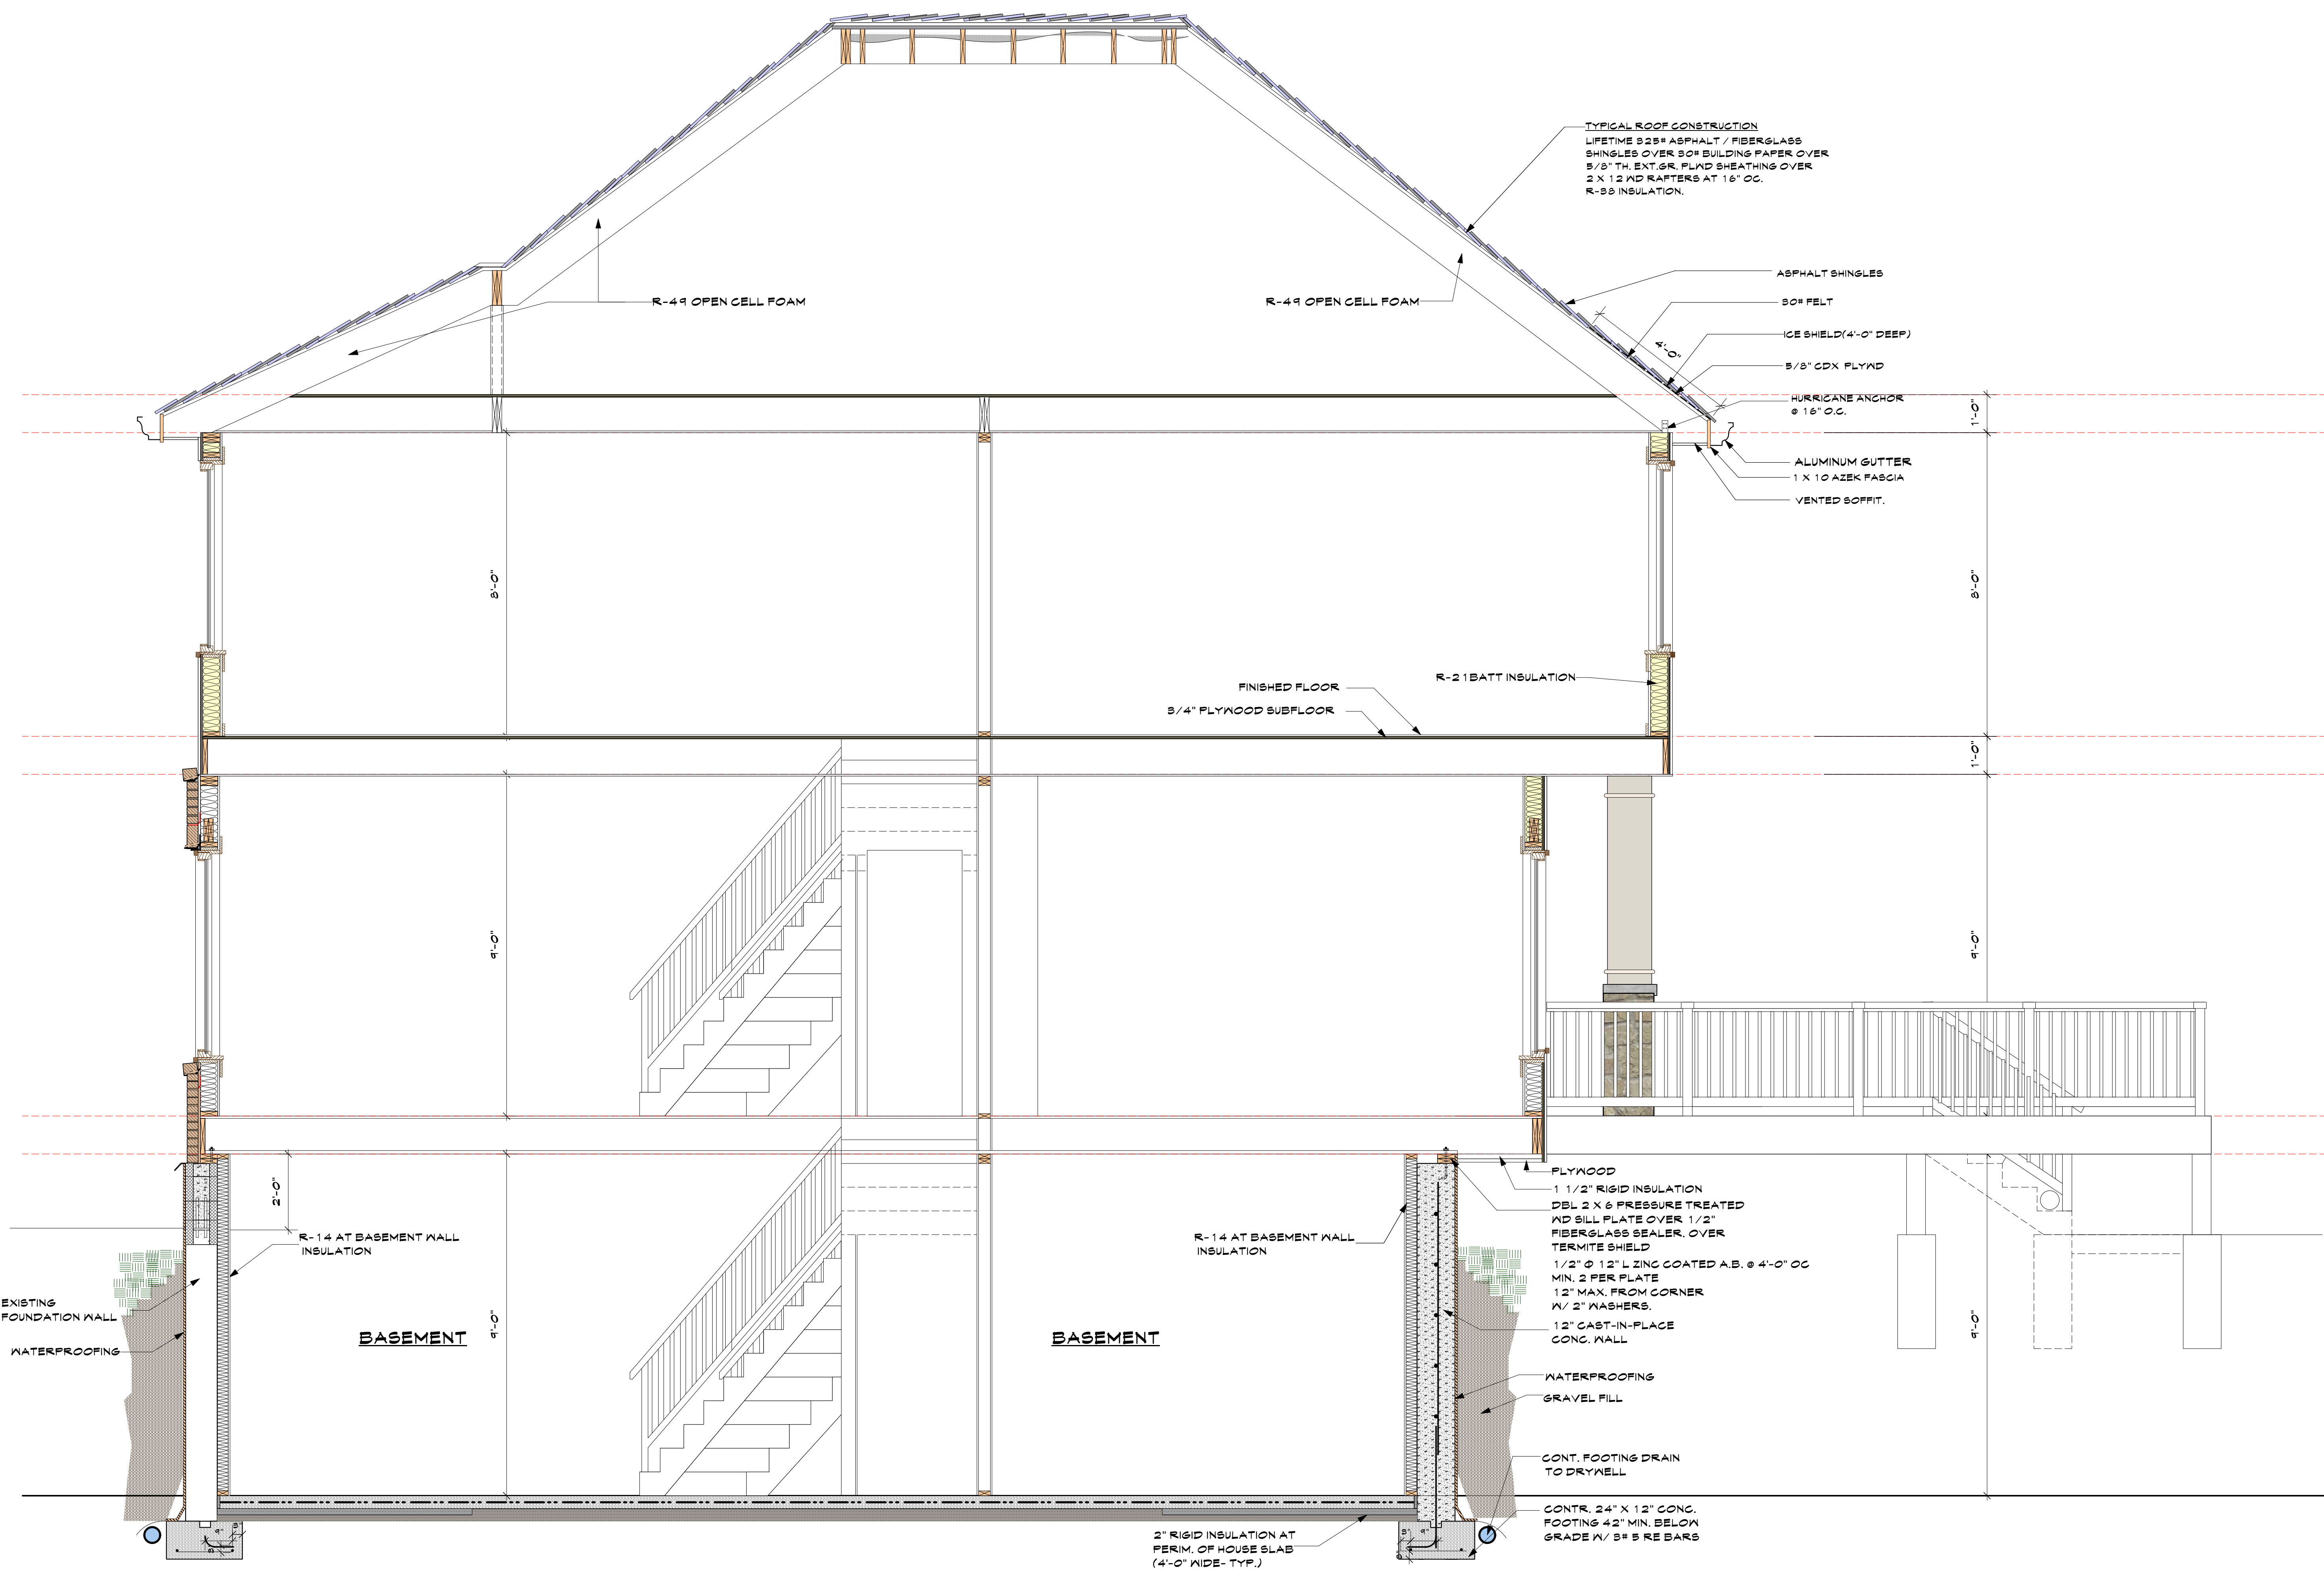 TYPICAL ROOF CONSTRUCTION
LIFETIME 325# ASPHALT / FIBERGLASS
SHINGLES OVER 30# BUILDING PAPER OVER
5/8" TH. EXT.GR. PLWD SHEATHING OVER
2 X 12 WD RAFTERS AT 16" OC.
R-38 INSULATION.
ASPHALT SHINGLES
R-49 OPEN CELL FOAM
R-49 OPEN CELL FOAM
30# FELT
ICE SHIELD(4'-0" DEEP)
4'-0"
5/8" CDX PLYWD
HURRICANE ANCHOR
@ 16" O.C.
1'-0"
ALUMINUM GUTTER
1 X 10 AZEK FASCIA
VENTED SOFFIT.
8'-0"
8'-0"
R-21BATT INSULATION
FINISHED FLOOR
3/4" PLYWOOD SUBFLOOR
1'-0"
9'-0"
9'-0"
2'-0"
PLYWOOD
1 1/2" RIGID INSULATION
DBL 2 X 6 PRESSURE TREATED
WD SILL PLATE OVER 1/2"
FIBERGLASS SEALER. OVER
TERMITE SHIELD
R-14 AT BASEMENT WALL
INSULATION
R-14 AT BASEMENT WALL
INSULATION
1/2" Φ 12" L ZINC COATED A.B. @ 4'-0" OC
MIN. 2 PER PLATE
12" MAX. FROM CORNER
W/ 2" WASHERS.
EXISTING
FOUNDATION WALL
WATERPROOFING
BASEMENT
9'-0"
BASEMENT
12" CAST-IN-PLACE
CONC. WALL
9'-0"
WATERPROOFING
GRAVEL FILL
CONT. FOOTING DRAIN
TO DRYWELL
CONTR. 24" X 12" CONC.
FOOTING 42" MIN. BELOW
GRADE W/ 3# 5 RE BARS
2" RIGID INSULATION AT
PERIM. OF HOUSE SLAB
(4'-0" WIDE- TYP.)